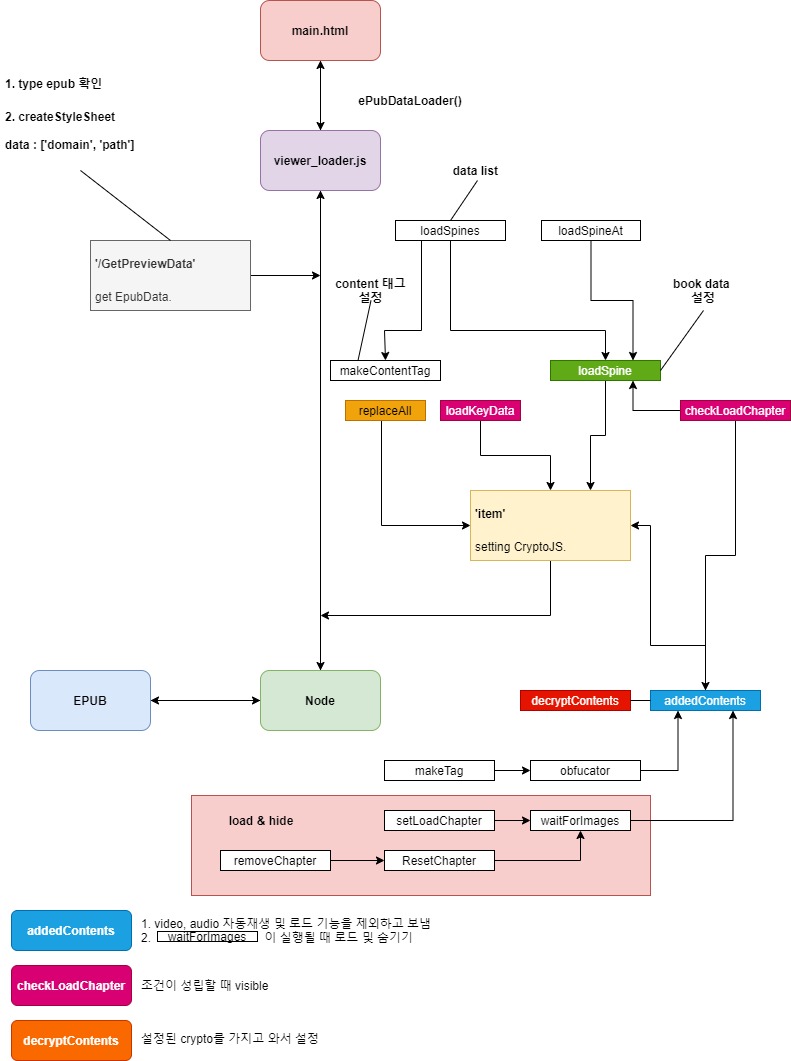 main.html
1. type epub 확인
2. createStyleSheet
data : ['domain', 'path']
ePubDataLoader()
viewer_loader.js
data list
loadSpines
loadSpineAt
'/GetPreviewData'
get EpubData.
content 태그
설정
book data
설정
makeContentTag
loadSpine
replaceAll
loadKeyData
checkLoadChapter
'item'
setting CryptoJS.
EPUB
Node
decryptContents
addedContents
makeTag
obfucator
load & hide
setLoadChapter
waitForImages
removeChapter
ResetChapter
addedContents
1. video, audio 자동재생 및 로드 기능을 제외하고 보냄
2. waitForImages 이 실행될 때 로드 및 숨기기
checkLoadChapter
조건이 성립할 때 visible
decryptContents
설정된 crypto를 가지고 와서 설정